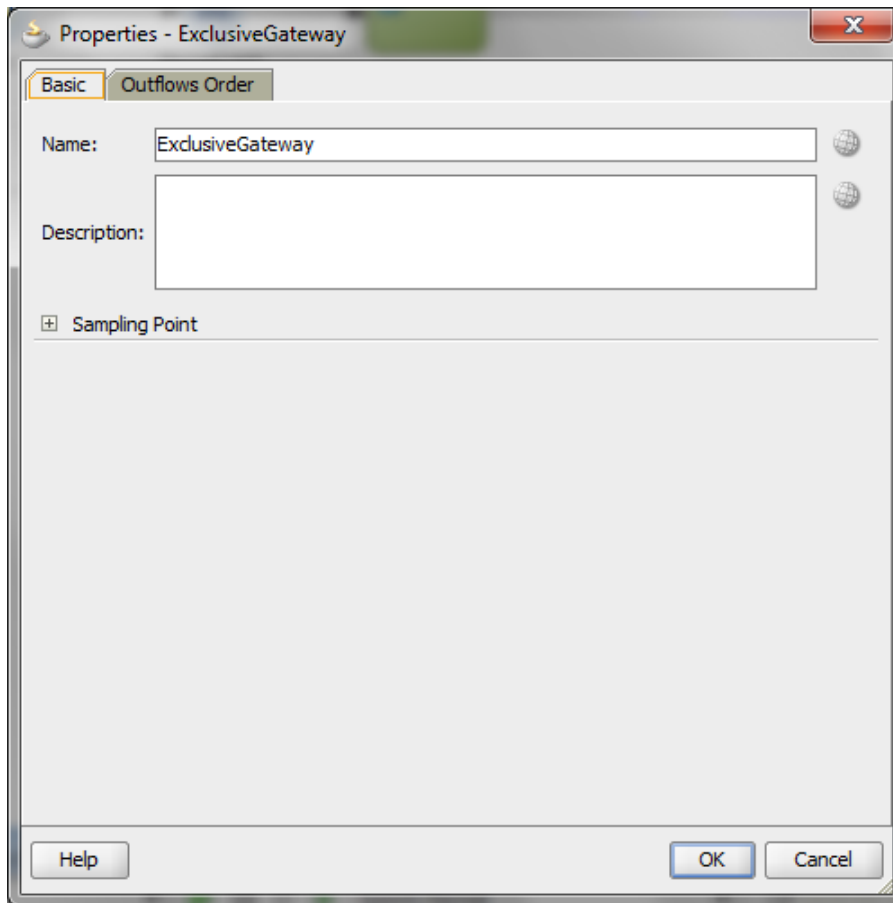 Properties - ExclusiveGateway
Basic Outflows Order
Name: ExclusiveGateway
Description:
Sampling Point
Help OK Cancel